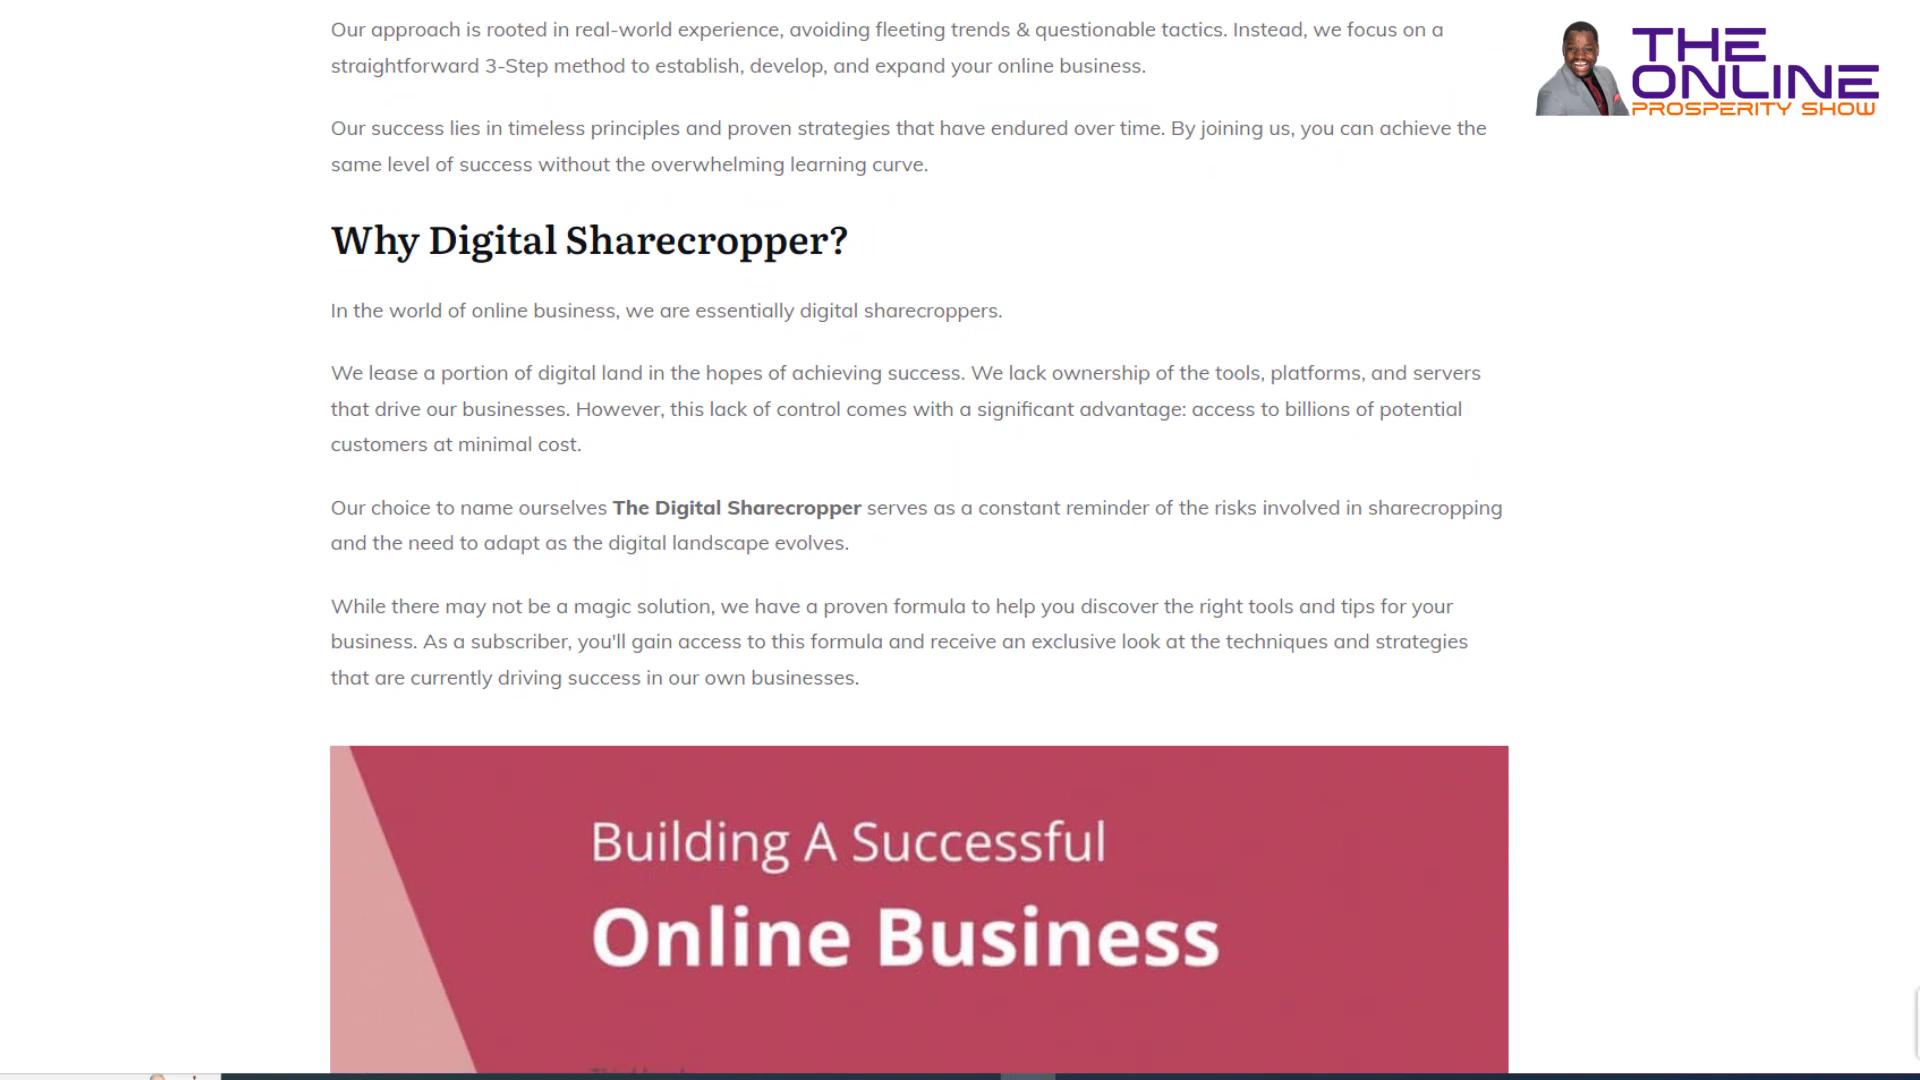 Our approach is rooted in real-world experience, avoiding fleeting trends & questionable tactics. Instead, we focus on a
straightforward 3-Step method to establish, develop, and expand your online business.
THE
ONLINE
PROSPERITY SHOW
Our success lies in timeless principles and proven strategies that have endured over time. By joining us, you can achieve the
same level of success without the overwhelming learning curve.
Why Digital Sharecropper?
In the world of online business, we are essentially digital sharecroppers.
We lease a portion of digital land in the hopes of achieving success. We lack ownership of the tools, platforms, and servers
that drive our businesses. However, this lack of control comes with a significant advantage: access to billions of potential
customers at minimal cost.
Our choice to name ourselves The Digital Sharecropper serves as a constant reminder of the risks involved in sharecropping
and the need to adapt as the digital landscape evolves.
While there may not be a magic solution, we have a proven formula to help you discover the right tools and tips for your
business. As a subscriber, you'll gain access to this formula and receive an exclusive look at the techniques and strategies
that are currently driving success in our own businesses.
Building A Successful
Online Business